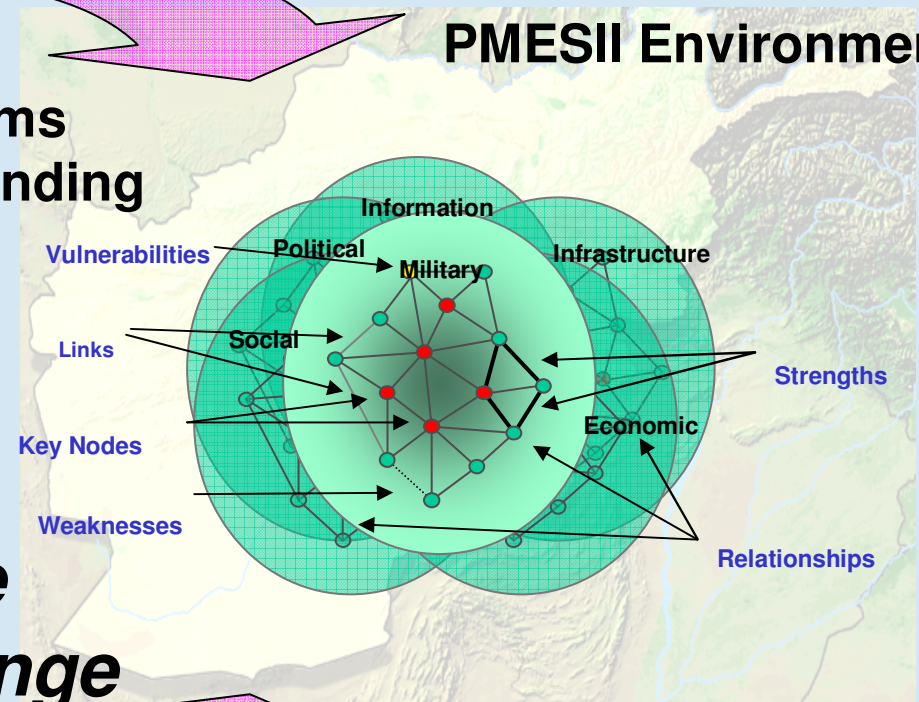 PMESII Environmen
ms
nding
Information
Political
Infrastructure
Vulnerabilities
Military
Social
Links
Strengths
Economic
Key Nodes
Weaknesses
Relationships
e
nge